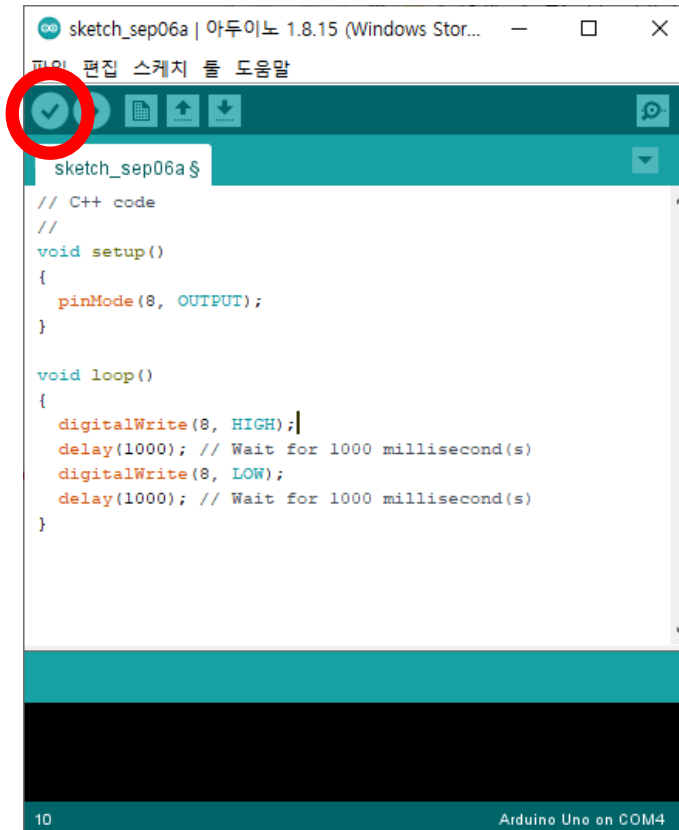 sketch_sep06a | 아두이노 1.8.15 (Windows Stor...
파일 편집 스케치 툴 도움말
sketch_sep06a §
// C++ code
//
void setup()
{
  pinMode(8, OUTPUT);
}
void loop()
{
  digitalWrite(8, HIGH);
  delay(1000); // Wait for 1000 millisecond(s)
  digitalWrite(8, LOW);
  delay(1000); // Wait for 1000 millisecond(s)
}
10 Arduino Uno on COM4